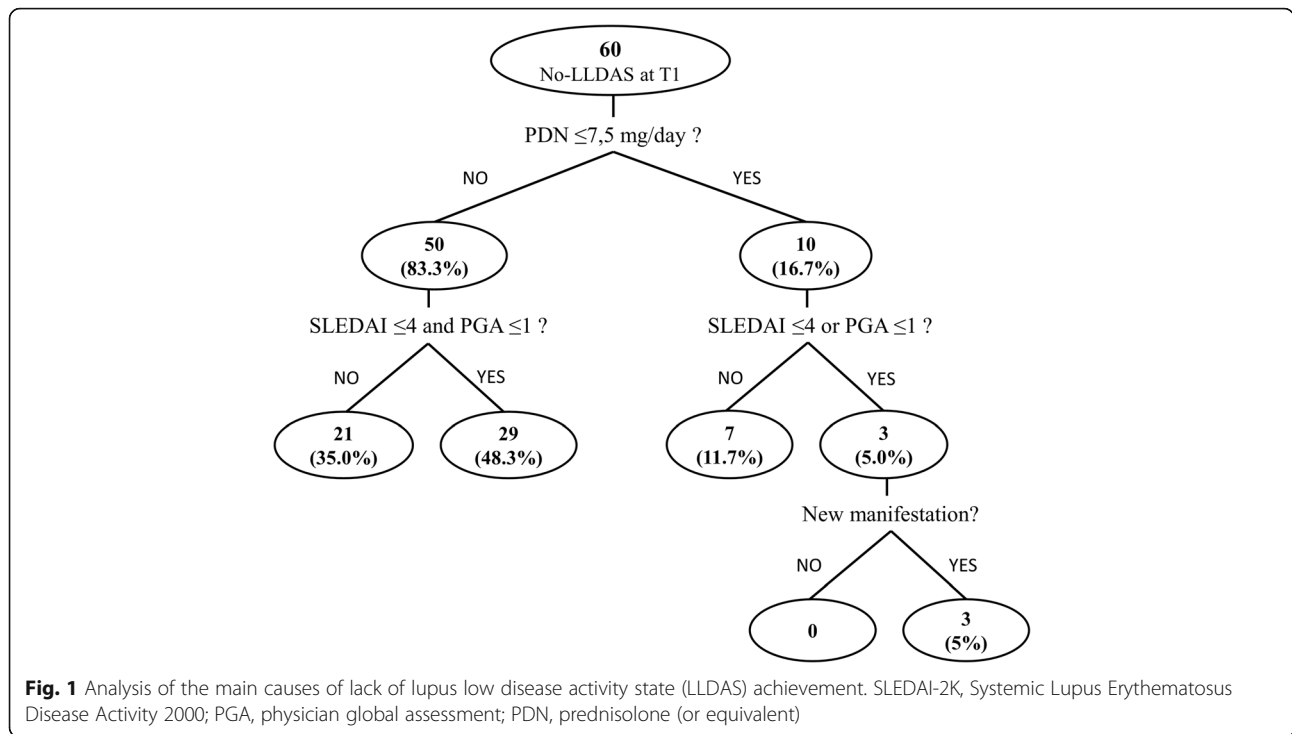 60
No-LLDAS at T1
PDN ≤7,5 mg/day ?
NO
YES
50
(83.3%)
10
(16.7%)
SLEDAI ≤4 and PGA ≤1 ?
SLEDAI ≤4 or PGA ≤1 ?
NO
YES
NO
YES
21
(35.0%)
29
(48.3%)
7
(11.7%)
3
(5.0%)
New manifestation?
NO
YES
0
3
(5%)
Fig. 1 Analysis of the main causes of lack of lupus low disease activity state (LLDAS) achievement. SLEDAI-2K, Systemic Lupus Erythematosus
Disease Activity 2000; PGA, physician global assessment; PDN, prednisolone (or equivalent)